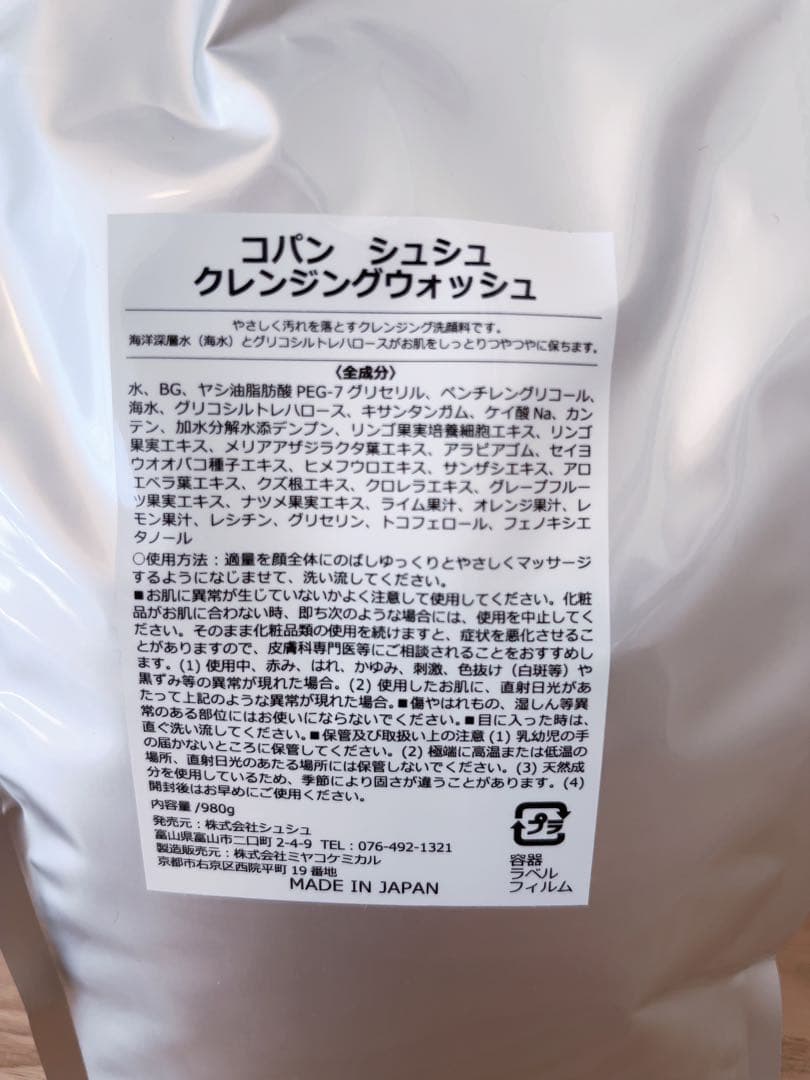 コパン　シュシュ
クレンジングウォッシュ
やさしく汚れを落とすクレンジング洗顔料です。
海洋深層水（海水）とグリコシルトレハロースがお肌をしっとりつやつやに保ちます。
〈全成分〉
水、BG、ヤシ油脂肪酸 PEG-7 グリセリル、ペンチレングリコール、
海水、グリコシルトレハロース、キサンタンガム、ケイ酸 Na、カン
テン、加水分解水添デンプン、リンゴ果実培養細胞エキス、リンゴ
果実エキス、メリアアザジラクタ葉エキス、アラビアゴム、セイヨ
ウオオバコ種子エキス、ヒメフウロエキス、サンザシエキス、アロ
エベラ葉エキス、クズ根エキス、クロレラエキス、グレープフルー
ツ果実エキス、ナツメ果実エキス、ライム果汁、オレンジ果汁、レ
モン果汁、レシチン、グリセリン、トコフェロール、フェノキシエ
タノール
○使用方法：適量を顔全体にのばしゆっくりとやさしくマッサージ
するようになじませて、洗い流してください。
■お肌に異常が生じていないかよく注意して使用してください。化粧
品がお肌に合わない時、即ち次のような場合には、使用を中止してく
ださい。そのまま化粧品類の使用を続けますと、症状を悪化させるこ
とがありますので、皮膚科専門医等にご相談されることをおすすめし
ます。(1) 使用中、赤み、はれ、かゆみ、刺激、色抜け（白斑等）や
黒ずみ等の異常が現れた場合。(2) 使用したお肌に、直射日光があ
たって上記のような異常が現れた場合。■傷やはれもの、湿しん等異
常のある部位にはお使いにならないでください。■目に入った時は、
直ぐ洗い流してください。■保管及び取扱い上の注意 (1) 乳幼児の手
の届かないところに保管してください。(2) 極端に高温または低温の
場所、直射日光のあたる場所には保管しないでください。(3) 天然成
分を使用しているため、季節により固さが違うことがあります。(4)
開封後はお早めにご使用ください。
内容量 /980g
発売元：株式会社シュシュ
富山県富山市二口町 2-4-9 TEL：076-492-1321
製造販売元：株式会社ミヤコケミカル
京都市右京区西院平町 19 番地
MADE IN JAPAN
プラ
容器
ラベル
フィルム